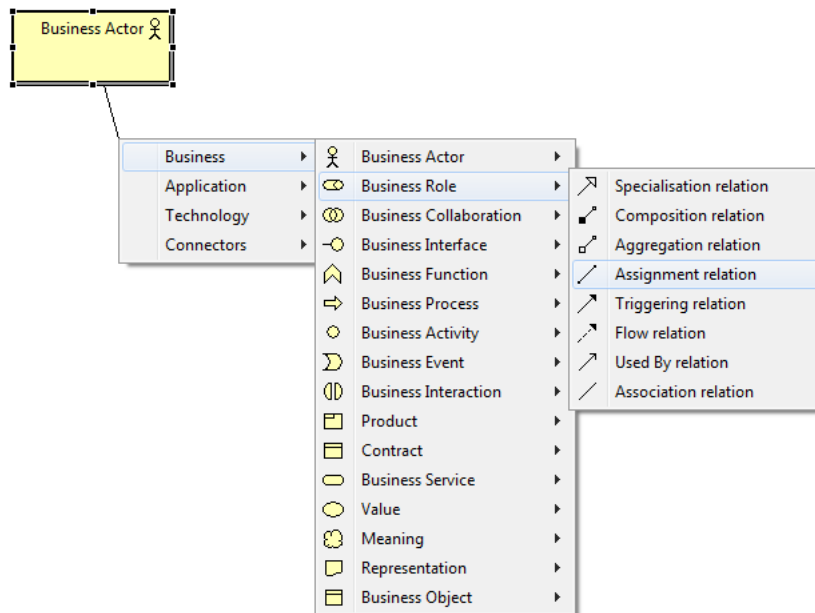 Business Actor
Business
Application
Technology
Connectors
Business Actor
Business Role
Business Collaboration
Business Interface
Business Function
Business Process
Business Activity
Business Event
Business Interaction
Product
Contract
Business Service
Value
Meaning
Representation
Business Object
Specialisation relation
Composition relation
Aggregation relation
Assignment relation
Triggering relation
Flow relation
Used By relation
Association relation